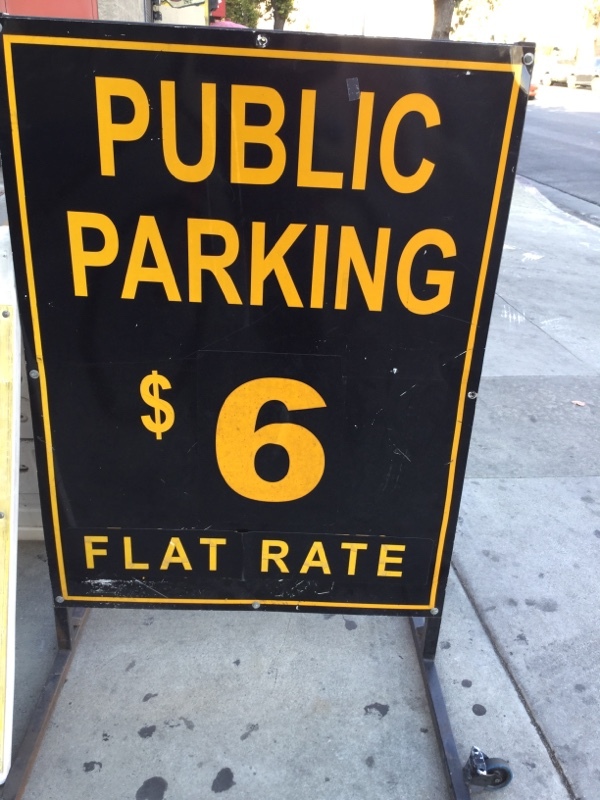 PUBLIC
PARKING
$ 6
FLAT RATE